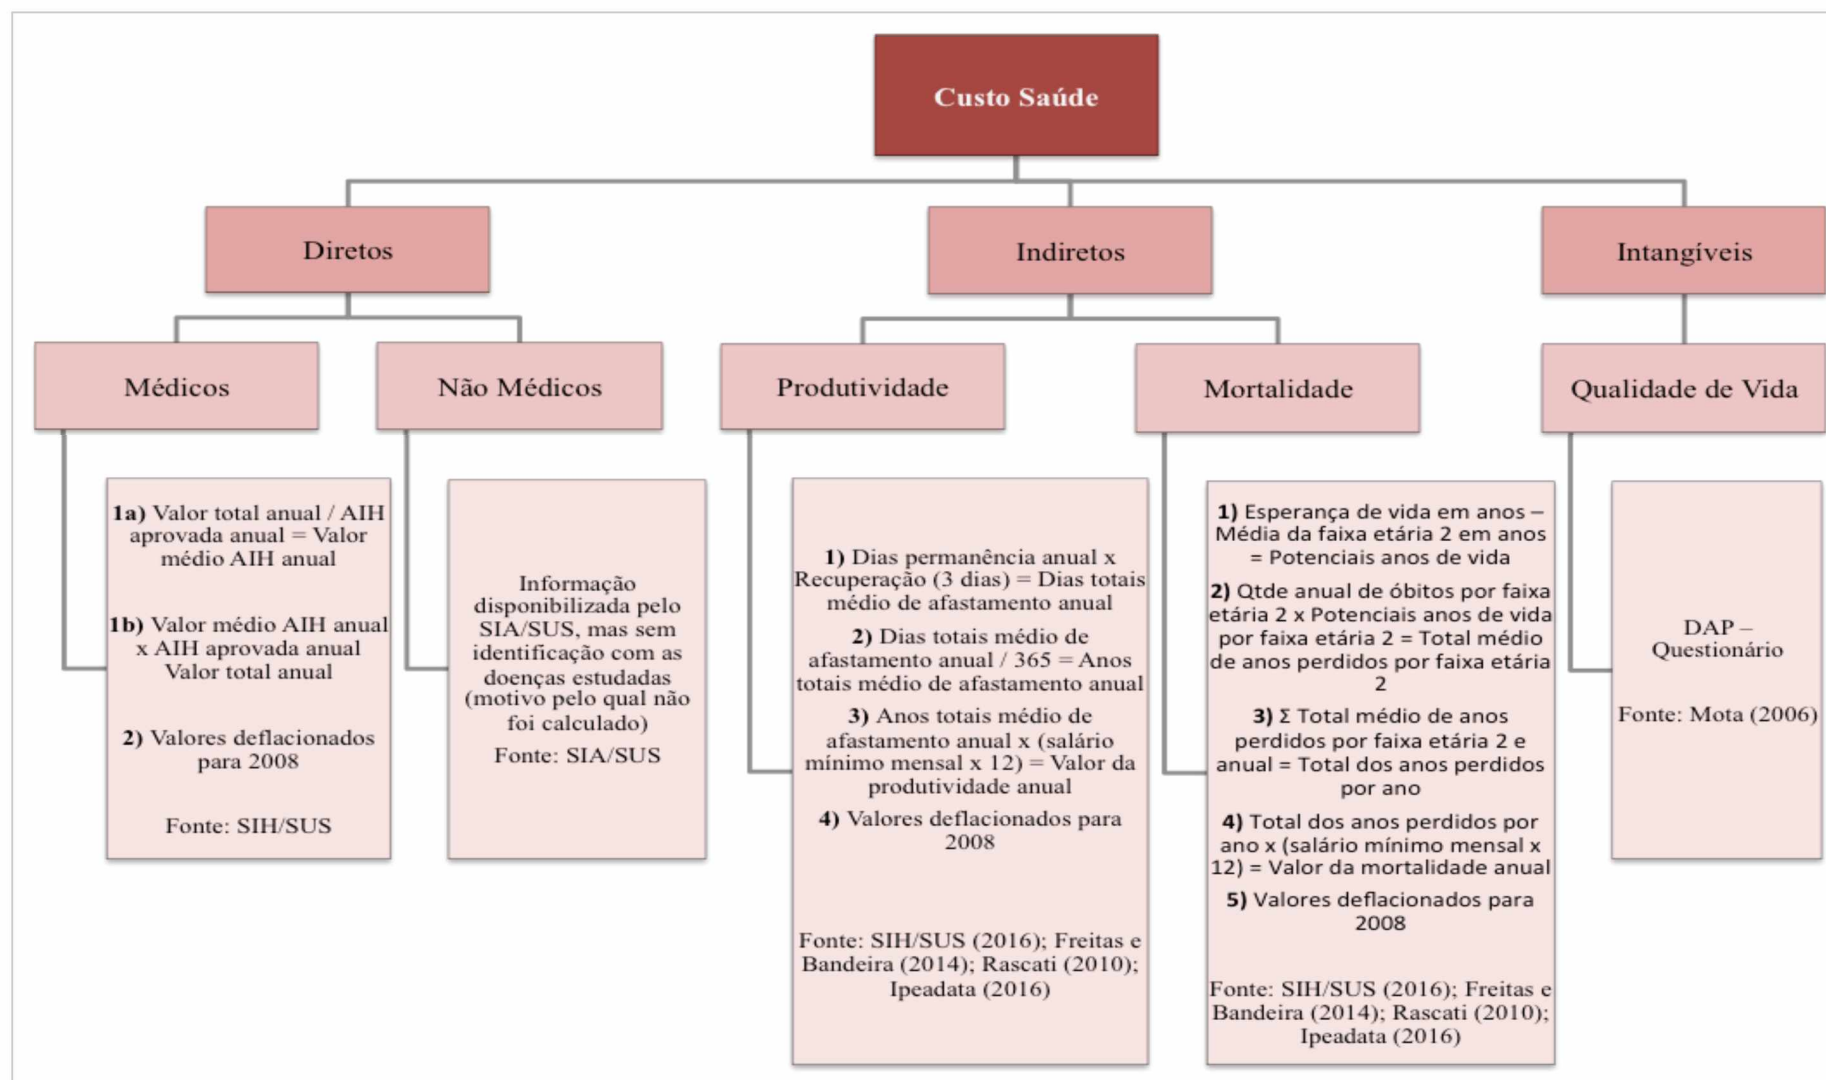 Custo Saúde
Diretos
Indiretos
Intangíveis
Médicos
Não Médicos
Produtividade
Mortalidade
Qualidade de Vida
1a) Valor total anual / AIH
aprovada anual = Valor
médio AIH anual
1b) Valor médio AIH anual
x AIH aprovada anual
Valor total anual
2) Valores deflacionados
para 2008
Fonte: SIH/SUS
Informação
disponibilizada pelo
SIA/SUS, mas sem
identificação com as
doenças estudadas
(motivo pelo qual não
foi calculado)
Fonte: SIA/SUS
1) Dias permanência anual x
Recuperação (3 dias) = Dias totais
médio de afastamento anual
2) Dias totais médio de
afastamento anual / 365 = Anos
totais médio de afastamento anual
3) Anos totais médio de
afastamento anual x (salário
mínimo mensal x 12) = Valor da
produtividade anual
4) Valores deflacionados para
2008
Fonte: SIH/SUS (2016); Freitas e
Bandeira (2014); Rascati (2010);
Ipeadata (2016)
1) Esperança de vida em anos –
Média da faixa etária 2 em anos
= Potenciais anos de vida
2) Qtde anual de óbitos por faixa
etária 2 x Potenciais anos de vida
por faixa etária 2 = Total médio
de anos perdidos por faixa etária
2
3) Σ Total médio de anos
perdidos por faixa etária 2 e
anual = Total dos anos perdidos
por ano
4) Total dos anos perdidos por
ano x (salário mínimo mensal x
12) = Valor da mortalidade anual
5) Valores deflacionados para
2008
Fonte: SIH/SUS (2016); Freitas e
Bandeira (2014); Rascati (2010);
Ipeadata (2016)
DAP –
Questionário
Fonte: Mota (2006)